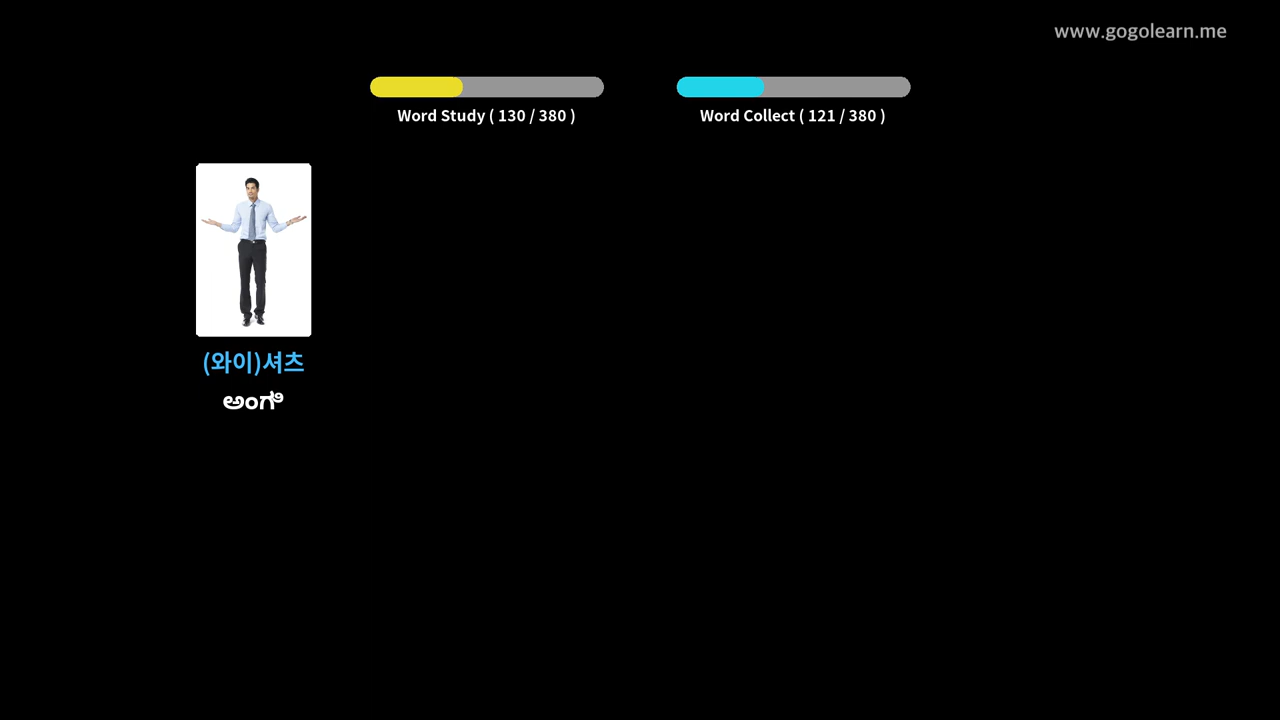 www.gogolearn.me
Word Study ( 130 / 380 )
Word Collect ( 121 / 380 )
(와이)셔츠
ಅಂಗಿ